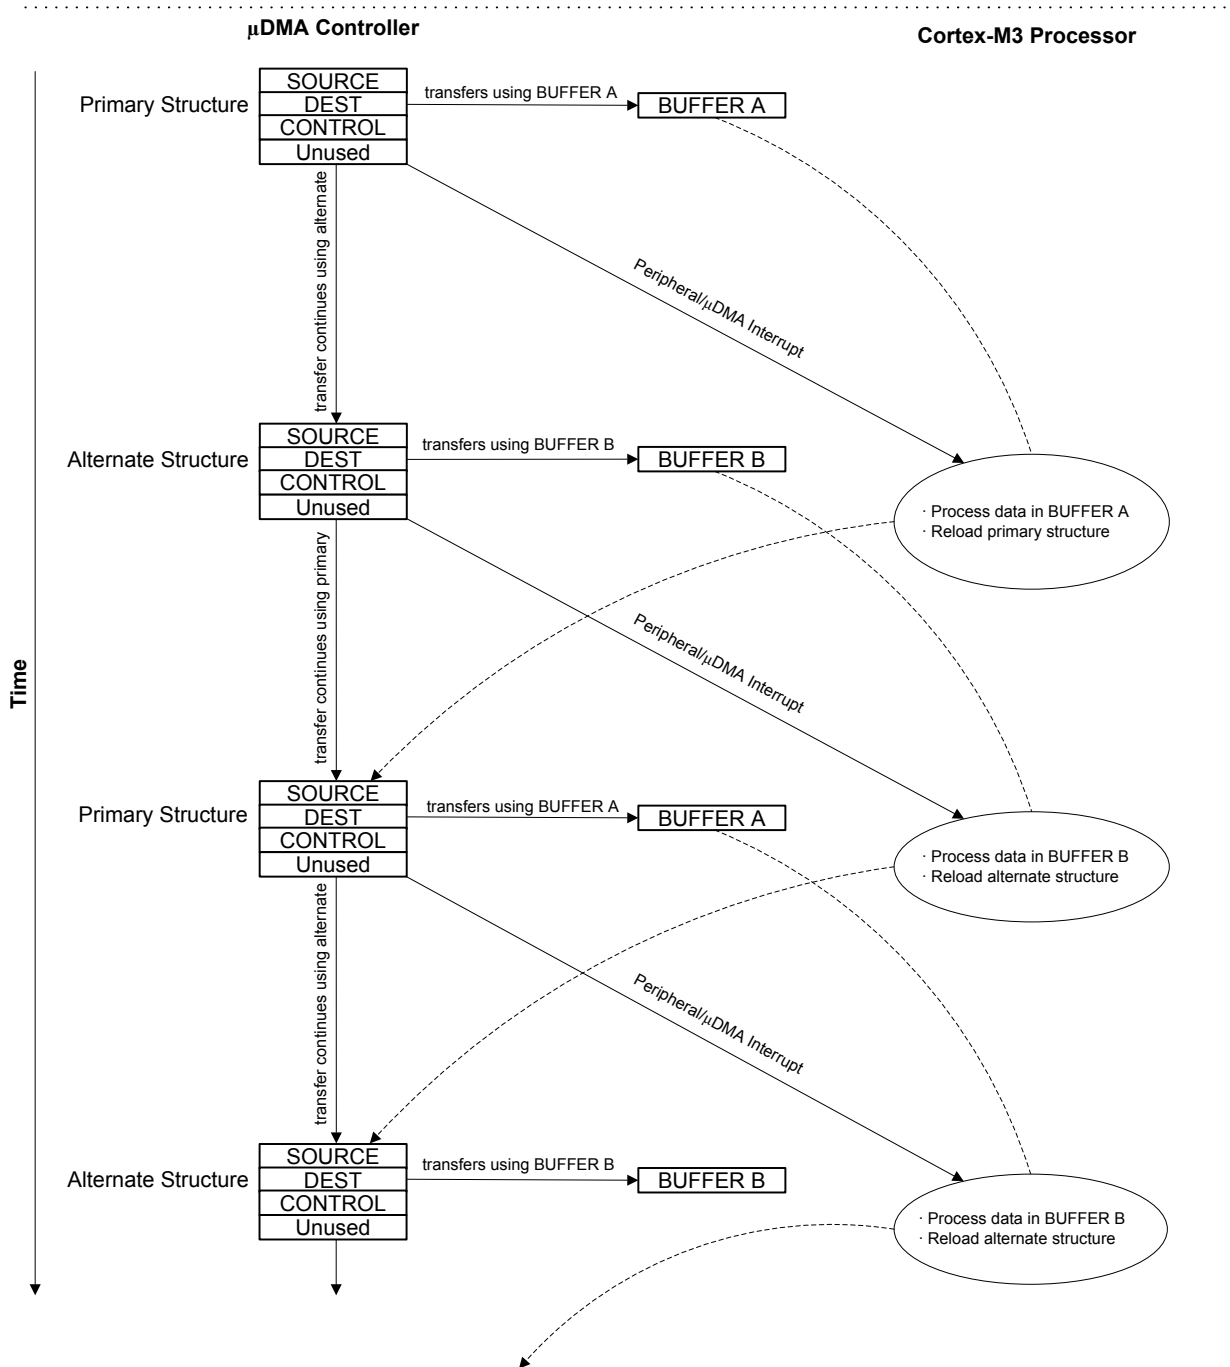 µDMA Controller
Cortex-M3 Processor
SOURCE
Primary Structure
DEST
transfers using BUFFER A
BUFFER A
CONTROL
Unused
transfer continues using alternate
Peripheral/µDMA Interrupt
SOURCE
Alternate Structure
DEST
transfers using BUFFER B
BUFFER B
CONTROL
Unused
· Process data in BUFFER A
· Reload primary structure
transfer continues using primary
Peripheral/µDMA Interrupt
Time
SOURCE
Primary Structure
DEST
transfers using BUFFER A
BUFFER A
CONTROL
Unused
· Process data in BUFFER B
· Reload alternate structure
transfer continues using alternate
Peripheral/µDMA Interrupt
SOURCE
Alternate Structure
DEST
transfers using BUFFER B
BUFFER B
CONTROL
Unused
· Process data in BUFFER B
· Reload alternate structure